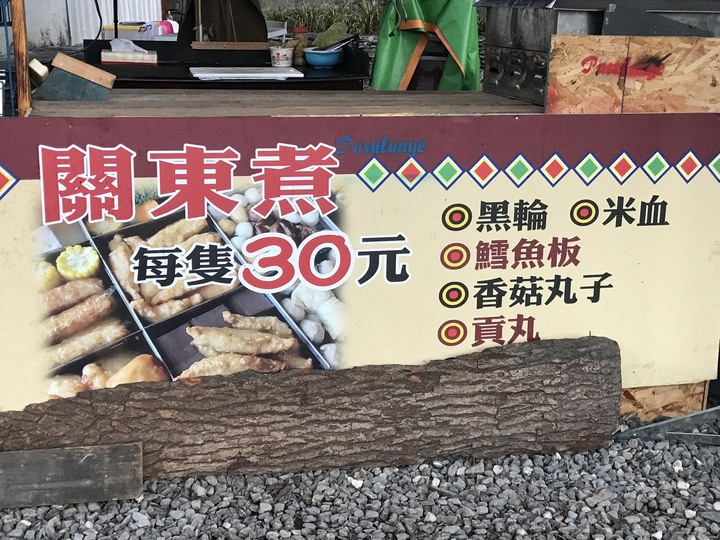 Pasulange
關東煮
每隻30元
黑輪 米血
鱈魚板
香菇丸子
貢丸